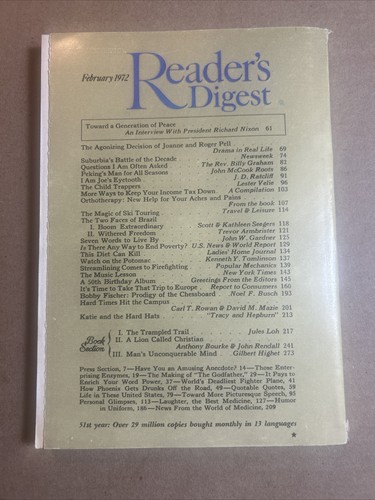 February 1972
Reader's
Digest
Toward a Generation of Peace
An Interview With President Richard Nixon 61
The Agonizing Decision of Joanne and Roger Pell
Drama in Real Life 69
Suburbia's Battle of the Decade Newsweek 74
Questions I Am Often Asked The Rev. Billy Graham 81
Peking's Man for All Seasons John McCook Roots 86
I Am Joe's Eyetooth J. D. Ratcliff 91
The Child Trappers Lester Velie 96
More Ways to Keep Your Income Tax Down A Compilation 103
Orthotherapy: New Help for Your Aches and Pains
From the book 107
The Magic of Ski Touring Travel & Leisure 114
The Two Faces of Brazil
I. Boom Extraordinary Scott & Kathleen Seegers 118
II. Withered Freedom Trevor Armbrister 121
Seven Words to Live By John W. Gardner 125
Is There Any Way to End Poverty? U. S. News & World Report 129
This Diet Can Kill Ladies' Home Journal 134
Watch on the Potomac Kenneth Y. Tomlinson 137
Streamlining Comes to Firefighting Popular Mechanics 139
The Music Lesson New York Times 143
A 50th Birthday Album Greetings From the Editors 145
It's Time to Take That Trip to Europe Report to Consumers 160
Bobby Fischer: Prodigy of the Chessboard Noel F. Busch 193
Hard Times Hit the Campus
Carl T. Rowan & David M. Mazie 201
Katie and the Hard Hats "Tracy and Hepburn" 213
Book
Section
I. The Trampled Trail Jules Loh 217
II. A Lion Called Christian
Anthony Bourke & John Rendall 241
III. Man's Unconquerable Mind Gilbert Highet 273
Press Section, 7—Have You an Amusing Anecdote? 14—Those Enter-
prising Enzymes, 19—The Making of "The Godfather," 29—It Pays to
Enrich Your Word Power, 37—World's Deadliest Fighter Plane, 41
How Phoenix Gets Drunks Off the Road, 49—Quotable Quotes, 59
Life in These United States, 79—Toward More Picturesque Speech, 95
Personal Glimpses, 113—Laughter, the Best Medicine, 127—Humor
in Uniform, 186—News From the World of Medicine, 209
51st year: Over 29 million copies bought monthly in 13 languages